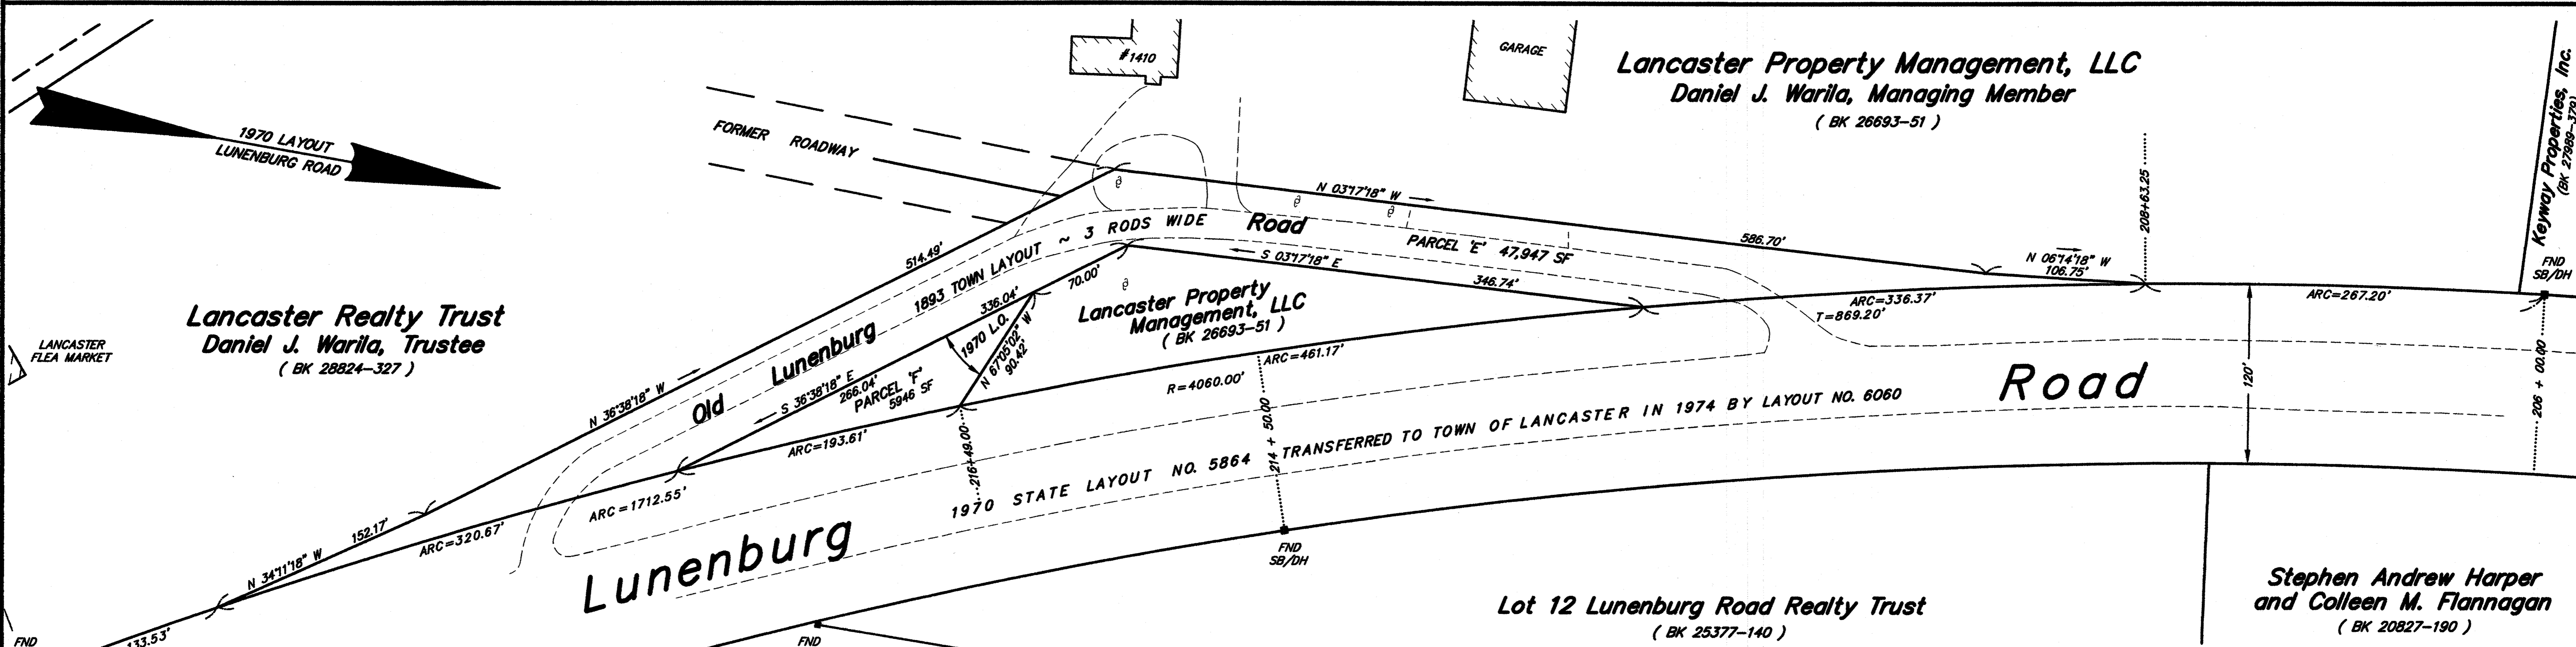 1970 LAYOUT
LUNENBURG ROAD
#1410
GARAGE
Lancaster Property Management, LLC
Daniel J. Warila, Managing Member
( BK 26693-51 )
Keyway Properties, Inc.
(BK 27989-379)
FND
SB/DH
FORMER ROADWAY
514.49'
N 36°38'18" W
1893 TOWN LAYOUT ~ 3 RODS WIDE
Old Lunenburg Road
N 03°17'18" W
586.70'
PARCEL 'E' 47,947 SF
S 03°17'18" E
346.74'
N 06°14'18" W
106.75'
208+63.25
ARC=336.37'
T=869.20'
ARC=267.20'
206 + 00.00
120'
Lancaster Realty Trust
Daniel J. Warila, Trustee
( BK 28824-327 )
LANCASTER
FLEA MARKET
336.04'
70.00'
1970 L.O.
N 67°05'02" W
90.42'
S 36°38'18" E
266.04'
PARCEL 'F'
5946 SF
Lancaster Property
Management, LLC
( BK 26693-51 )
ARC=461.17'
R=4060.00'
ARC=193.61'
216+49.00
214 + 50.00
ARC=1712.55'
ARC=320.67'
152.17'
N 34°11'18" W
133.53'
1970 STATE LAYOUT NO. 5864 TRANSFERRED TO TOWN OF LANCASTER IN 1974 BY LAYOUT NO. 6060
Lunenburg Road
FND
SB/DH
FND
FND
Lot 12 Lunenburg Road Realty Trust
( BK 25377-140 )
Stephen Andrew Harper
and Colleen M. Flannagan
( BK 20827-190 )